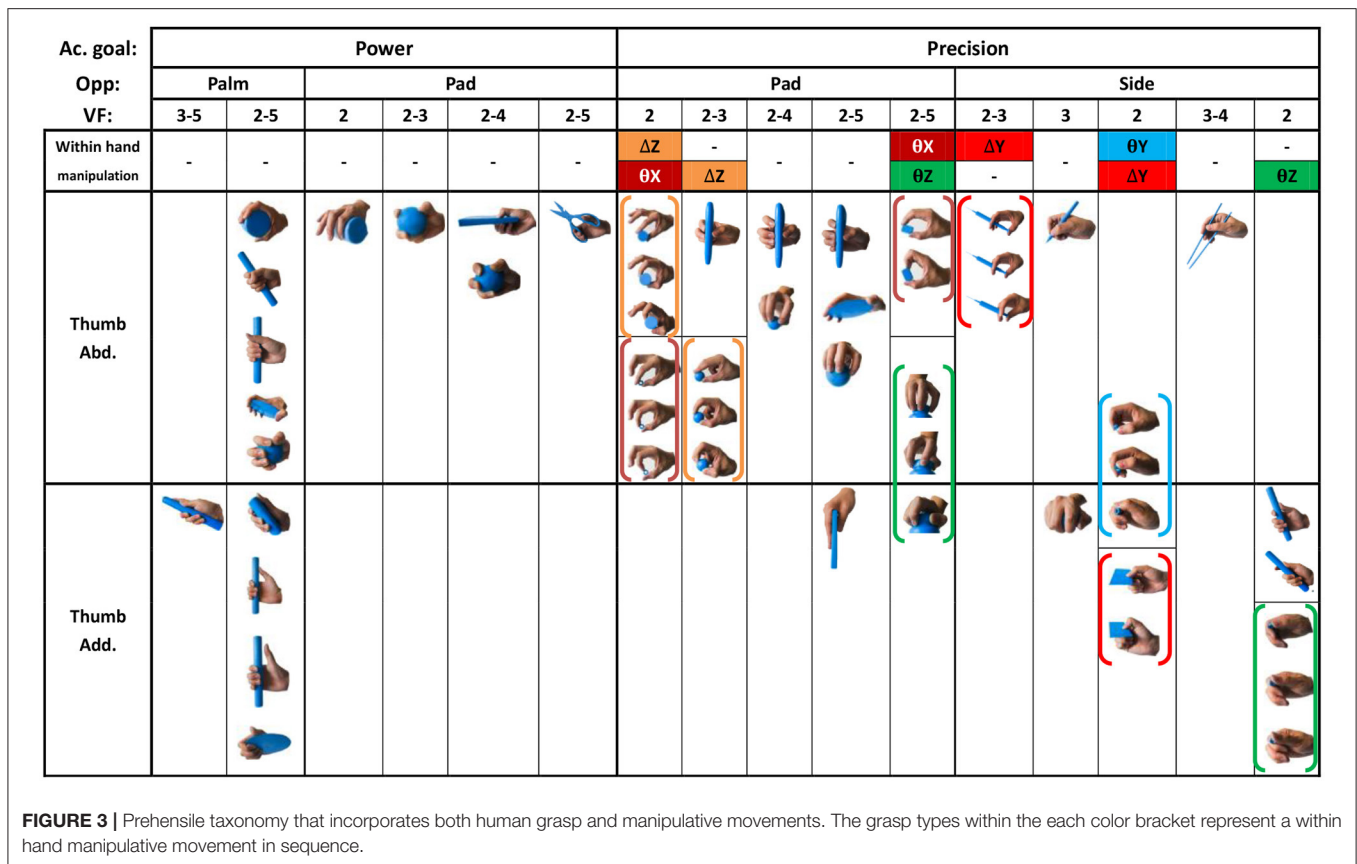 Ac. goal: Power Precision
Opp: Palm Pad Pad Side
VF: 3-5 2-5 2 2-3 2-4 2-5 2 2-3 2-4 2-5 2-5 2-3 3 2 3-4 2
Within hand manipulation - - - - - - ΔZ - - - θX ΔY - θY - -
θX ΔZ θZ - ΔY θZ
Thumb
Abd.
Thumb
Add.
FIGURE 3 | Prehensile taxonomy that incorporates both human grasp and manipulative movements. The grasp types within the each color bracket represent a within
hand manipulative movement in sequence.